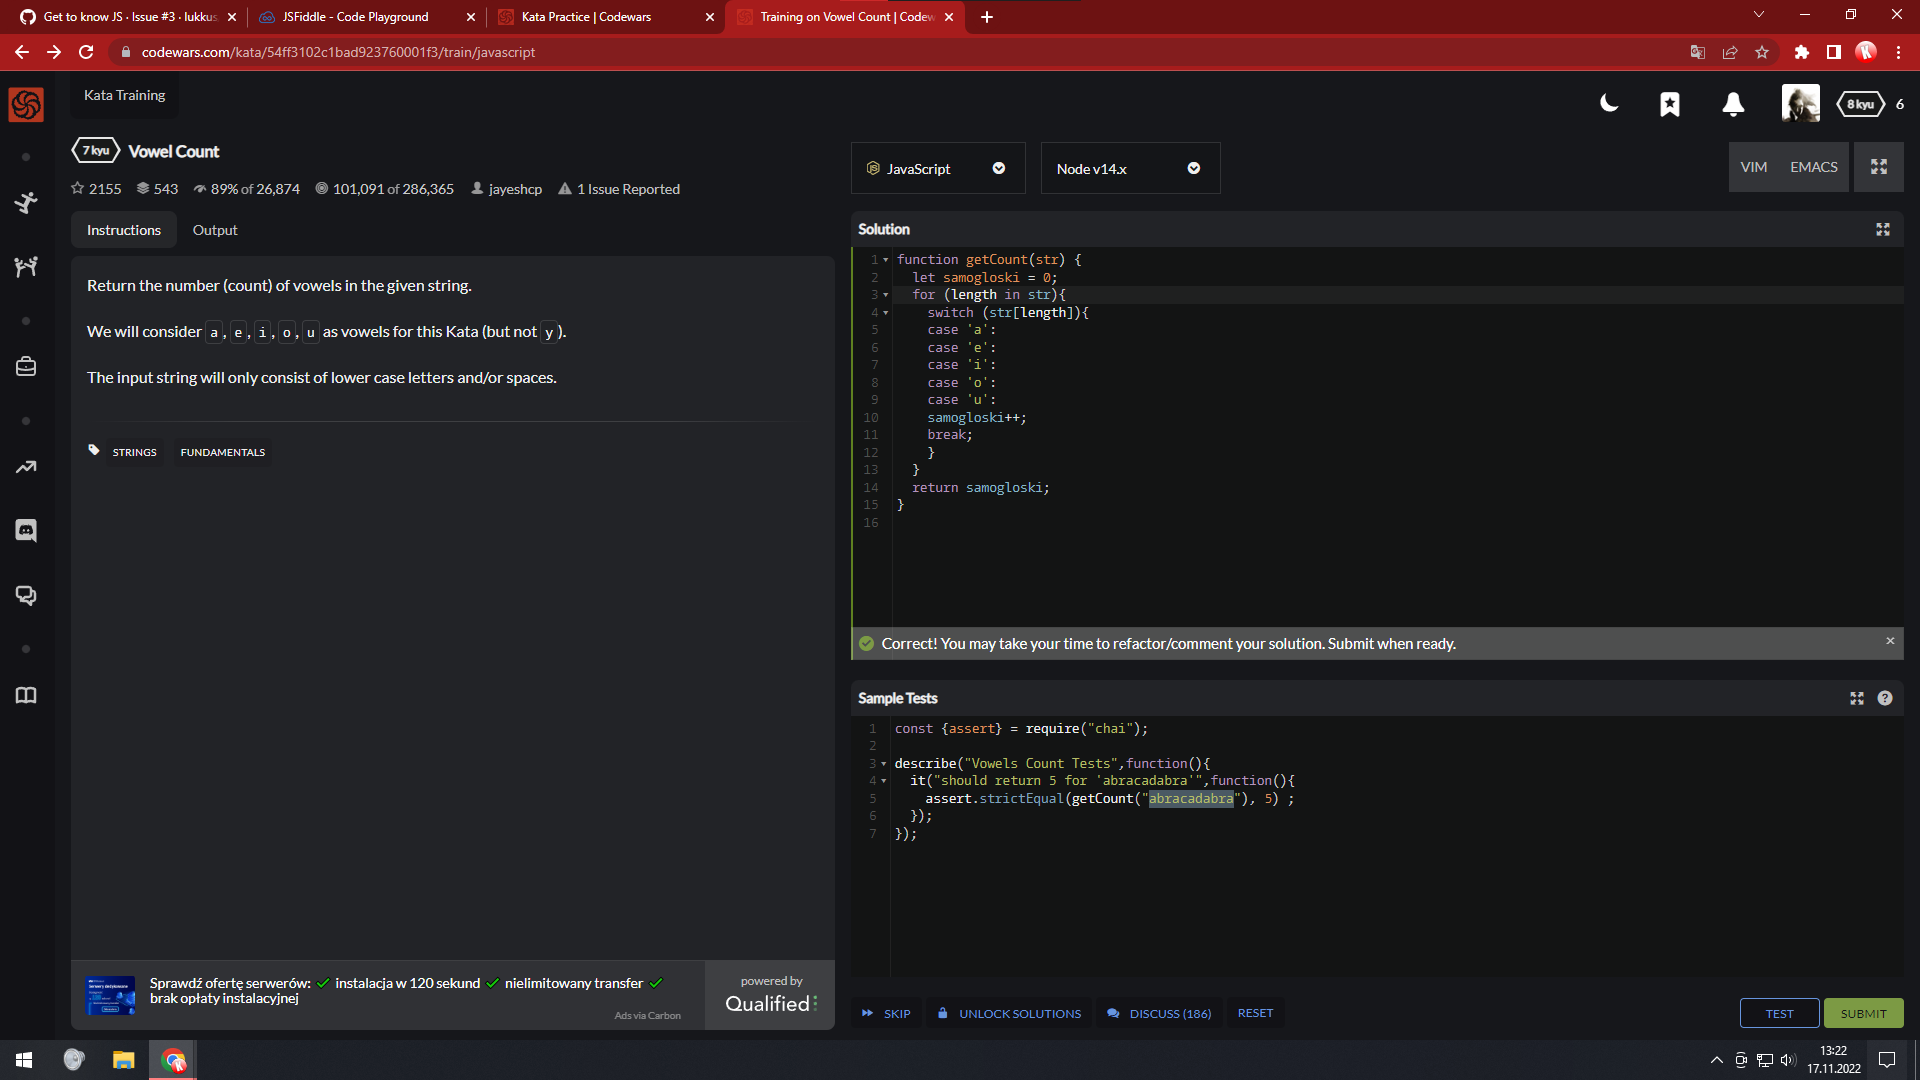 Get to know JS · Issue #3 · lukkus
JSFiddle - Code Playground
Kata Practice | Codewars
Training on Vowel Count | Codew
codewars.com/kata/54ff3102c1bad923760001f3/train/javascript
Kata Training
8 kyu
6
7 kyu
Vowel Count
2155
543
89% of 26,874
101,091 of 286,365
jayeshcp
1 Issue Reported
JavaScript
Node v14.x
VIM
EMACS
Instructions
Output
Return the number (count) of vowels in the given string.
We will consider a, e, i, o, u as vowels for this Kata (but not y).
The input string will only consist of lower case letters and/or spaces.
STRINGS
FUNDAMENTALS
Solution
1 function getCount(str) {
2 let samogloski = 0;
3 for (length in str){
4 switch (str[length]){
5 case 'a':
6 case 'e':
7 case 'i':
8 case 'o':
9 case 'u':
10 samogloski++;
11 break;
12 }
13 }
14 return samogloski;
15 }
16
Correct! You may take your time to refactor/comment your solution. Submit when ready.
Sample Tests
1 const {assert} = require("chai");
2
3 describe("Vowels Count Tests",function(){
4 it("should return 5 for 'abracadabra'",function(){
5 assert.strictEqual(getCount("abracadabra"), 5) ;
6 });
7 });
Sprawdź ofertę serwerów: ✓ instalacja w 120 sekund ✓ nielimitowany transfer ✓
brak opłaty instalacyjnej
Ads via Carbon
powered by
Qualified
SKIP
UNLOCK SOLUTIONS
DISCUSS (186)
RESET
TEST
SUBMIT
13:22
17.11.2022